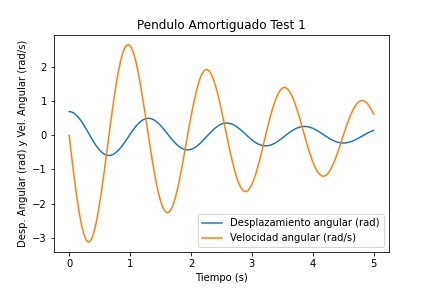 Pendulo Amortiguado Test 1
Desp. Angular (rad) y Vel. Angular (rad/s)
2
1
0
−1
−2
−3
Desplazamiento angular (rad)
Velocidad angular (rad/s)
0 1 2 3 4 5
Tiempo (s)